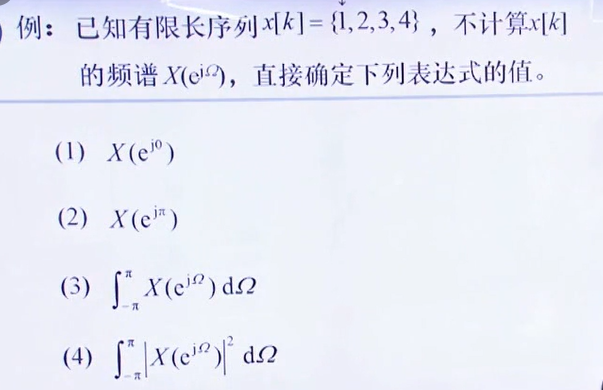 例：已知有限长序列x[k]={1,2,3,4}，不计算x[k]
的频谱X(e^{jΩ})，直接确定下列表达式的值。
(1) X(e^{j0})
(2) X(e^{jπ})
(3) ∫_{-π}^{π} X(e^{jΩ}) dΩ
(4) ∫_{-π}^{π} |X(e^{jΩ})|^2 dΩ